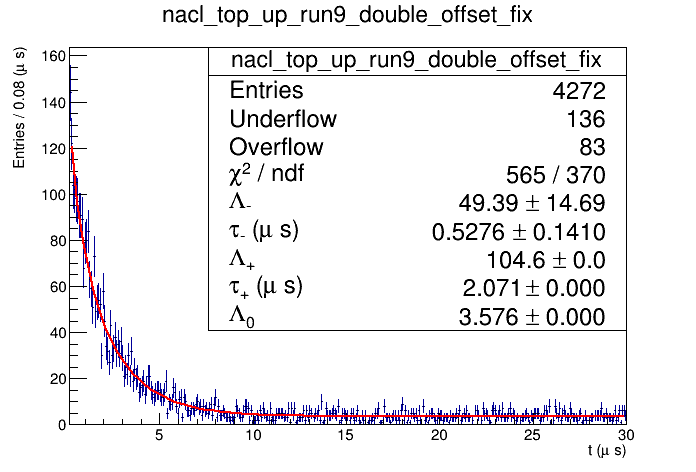 nacl_top_up_run9_double_offset_fix
Entries / 0.08 (μ s)
nacl_top_up_run9_double_offset_fix
Entries 4272
Underflow 136
Overflow 83
χ² / ndf 565 / 370
Λ₋ 49.39 ± 14.69
τ₋ (μ s) 0.5276 ± 0.1410
Λ₊ 104.6 ± 0.0
τ₊ (μ s) 2.071 ± 0.000
Λ₀ 3.576 ± 0.000
160
140
120
100
80
60
40
20
0
0 5 10 15 20 25 30
t (μ s)